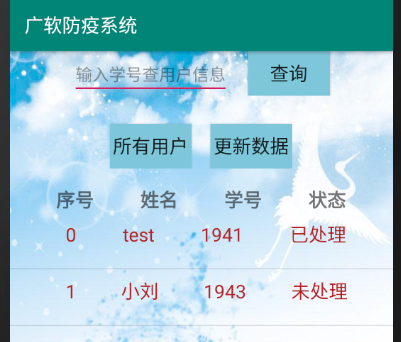 广软防疫系统
输入学号查用户信息 查询
所有用户 更新数据
序号 姓名 学号 状态
0 test 1941 已处理
1 小刘 1943 未处理